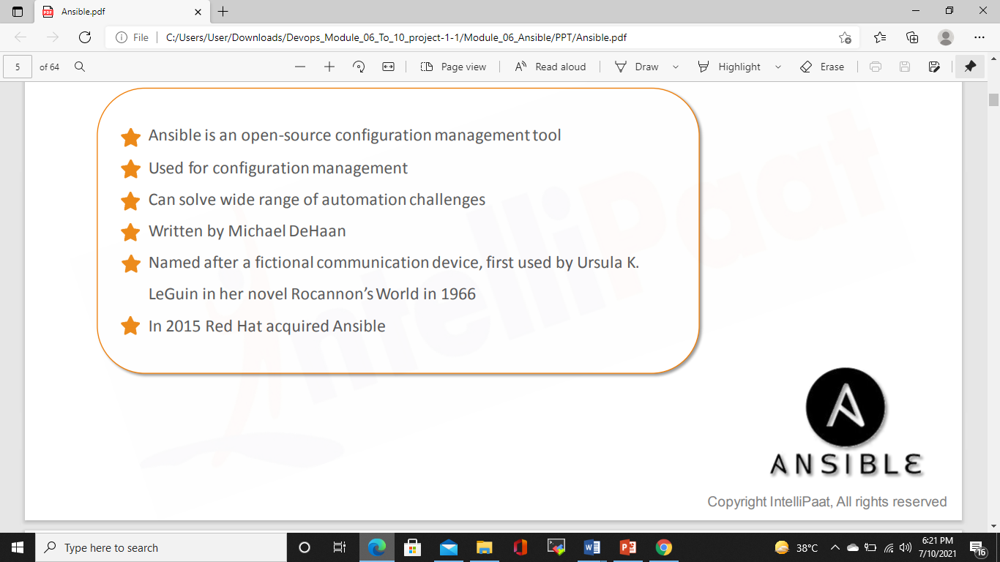 Ansible.pdf
File
C:/Users/User/Downloads/Devops_Module_06_To_10_project-1-1/Module_06_Ansible/PPT/Ansible.pdf
5 of 64
Page view
Read aloud
Draw
Highlight
Erase
Ansible is an open-source configuration management tool
Used for configuration management
Can solve wide range of automation challenges
Written by Michael DeHaan
Named after a fictional communication device, first used by Ursula K.
LeGuin in her novel Rocannon's World in 1966
In 2015 Red Hat acquired Ansible
IntelliPaat
ANSIBLE
Copyright IntelliPaat, All rights reserved
Type here to search
38°C
6:21 PM
7/10/2021
16